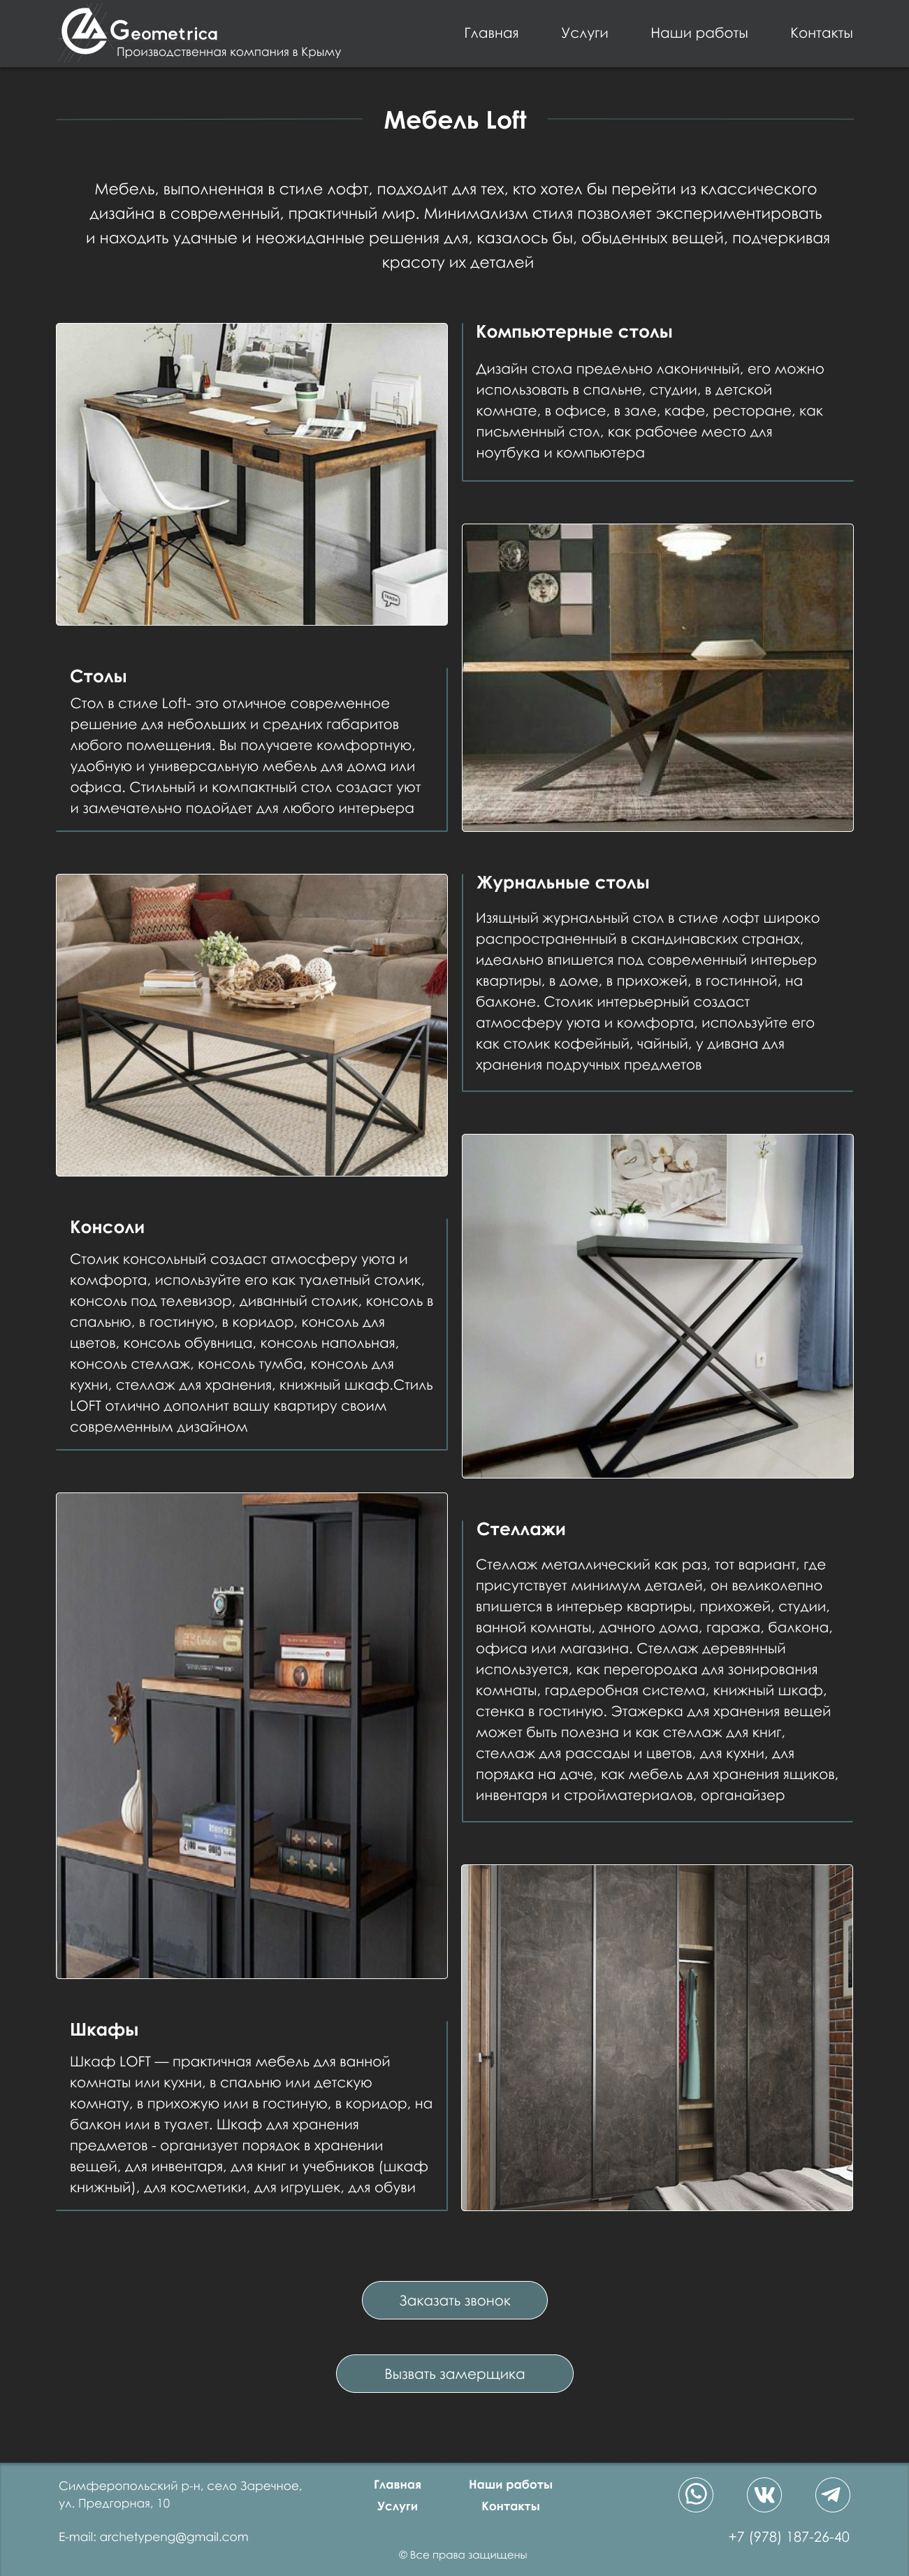 Geometrica
Производственная компания в Крыму
Главная
Услуги
Наши работы
Контакты
Мебель Loft
Мебель, выполненная в стиле лофт, подходит для тех, кто хотел бы перейти из классического
дизайна в современный, практичный мир. Минимализм стиля позволяет экспериментировать
и находить удачные и неожиданные решения для, казалось бы, обыденных вещей, подчеркивая
красоту их деталей
Компьютерные столы
Дизайн стола предельно лаконичный, его можно
использовать в спальне, студии, в детской
комнате, в офисе, в зале, кафе, ресторане, как
письменный стол, как рабочее место для
ноутбука и компьютера
Столы
Стол в стиле Loft- это отличное современное
решение для небольших и средних габаритов
любого помещения. Вы получаете комфортную,
удобную и универсальную мебель для дома или
офиса. Стильный и компактный стол создаст уют
и замечательно подойдет для любого интерьера
Журнальные столы
Изящный журнальный стол в стиле лофт широко
распространенный в скандинавских странах,
идеально впишется под современный интерьер
квартиры, в доме, в прихожей, в гостинной, на
балконе. Столик интерьерный создаст
атмосферу уюта и комфорта, используйте его
как столик кофейный, чайный, у дивана для
хранения подручных предметов
Консоли
Столик консольный создаст атмосферу уюта и
комфорта, используйте его как туалетный столик,
консоль под телевизор, диванный столик, консоль в
спальню, в гостиную, в коридор, консоль для
цветов, консоль обувница, консоль напольная,
консоль стеллаж, консоль тумба, консоль для
кухни, стеллаж для хранения, книжный шкаф.Стиль
LOFT отлично дополнит вашу квартиру своим
современным дизайном
Стеллажи
Стеллаж металлический как раз, тот вариант, где
присутствует минимум деталей, он великолепно
впишется в интерьер квартиры, прихожей, студии,
ванной комнаты, дачного дома, гаража, балкона,
офиса или магазина. Стеллаж деревянный
используется, как перегородка для зонирования
комнаты, гардеробная система, книжный шкаф,
стенка в гостиную. Этажерка для хранения вещей
может быть полезна и как стеллаж для книг,
стеллаж для рассады и цветов, для кухни, для
порядка на даче, как мебель для хранения ящиков,
инвентаря и стройматериалов, органайзер
Шкафы
Шкаф LOFT — практичная мебель для ванной
комнаты или кухни, в спальню или детскую
комнату, в прихожую или в гостиную, в коридор, на
балкон или в туалет. Шкаф для хранения
предметов - организует порядок в хранении
вещей, для инвентаря, для книг и учебников (шкаф
книжный), для косметики, для игрушек, для обуви
Заказать звонок
Вызвать замерщика
Симферопольский р-н, село Заречное,
ул. Предгорная, 10
E-mail: archetypeng@gmail.com
Главная
Наши работы
Услуги
Контакты
+7 (978) 187-26-40
© Все права защищены